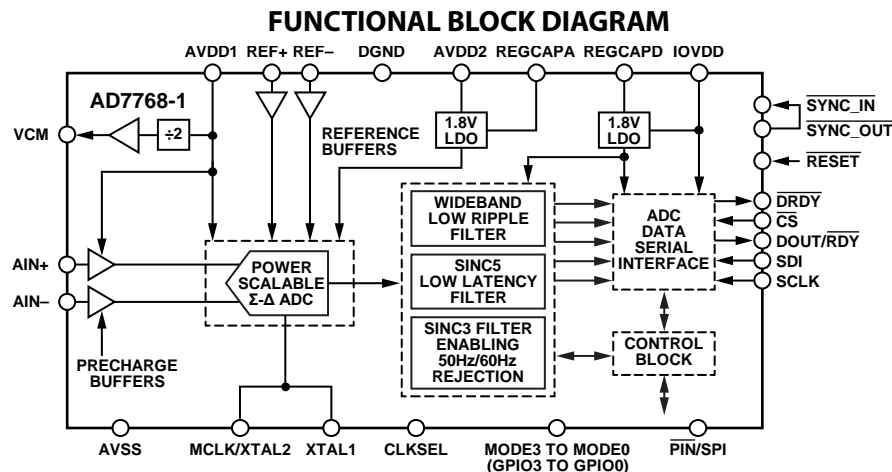 FUNCTIONAL BLOCK DIAGRAM
AVDD1 REF+ REF– DGND AVDD2 REGCAPA REGCAPD IOVDD
AD7768-1
VCM
÷2
REFERENCE
BUFFERS
1.8V
LDO
1.8V
LDO
SYNC_IN
SYNC_OUT
RESET
DRDY
CS
DOUT/RDY
SDI
SCLK
WIDEBAND
LOW RIPPLE
FILTER
ADC
DATA
SERIAL
INTERFACE
AIN+
AIN–
POWER
SCALABLE
Σ-Δ ADC
SINC5
LOW LATENCY
FILTER
SINC3 FILTER
ENABLING
50Hz/60Hz
REJECTION
CONTROL
BLOCK
PRECHARGE
BUFFERS
AVSS MCLK/XTAL2 XTAL1 CLKSEL MODE3 TO MODE0 PIN/SPI
(GPIO3 TO GPIO0)